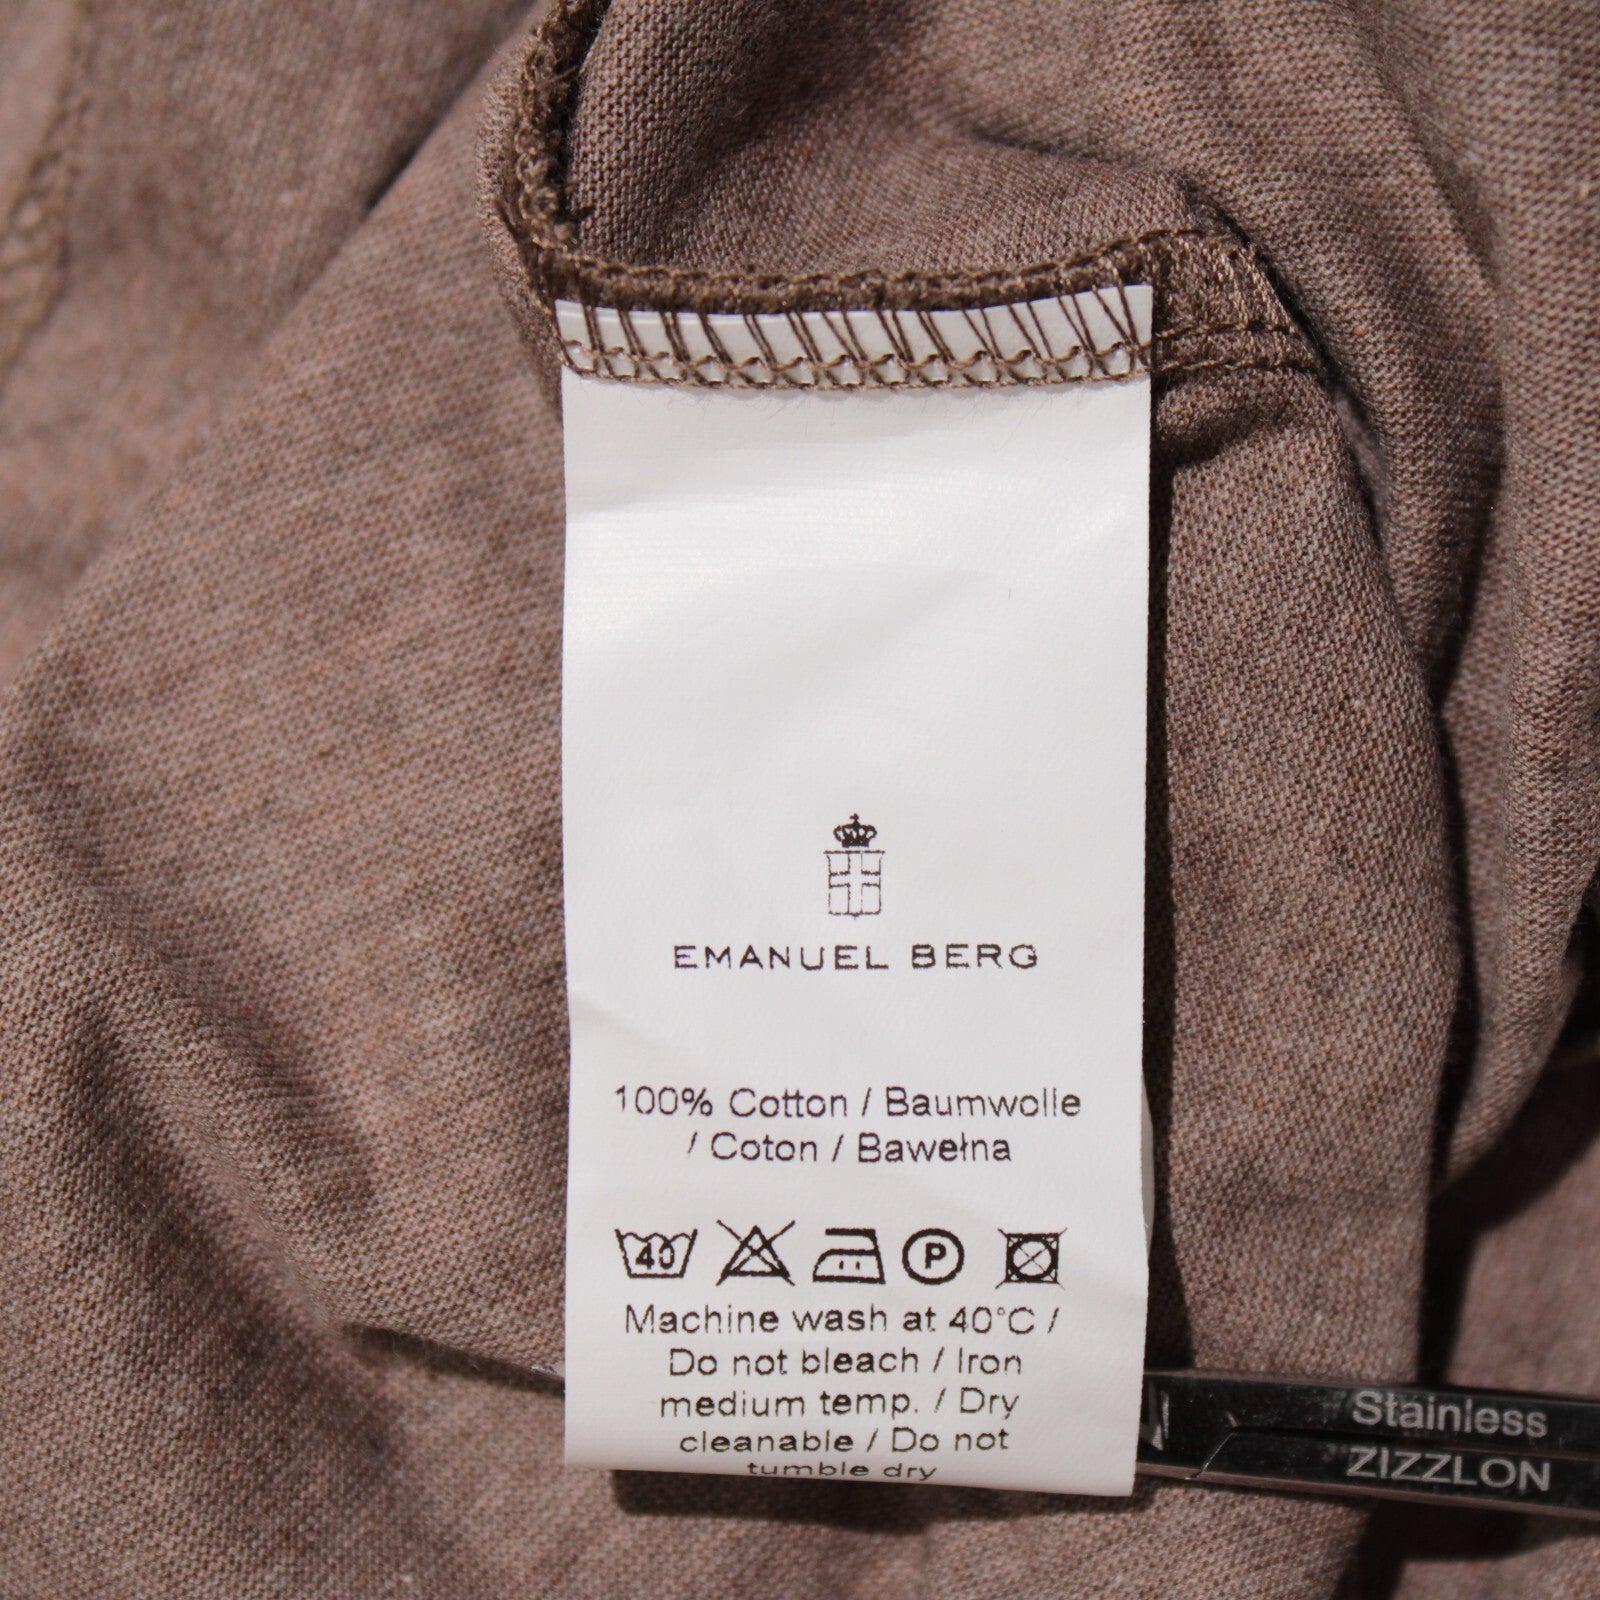 EMANUEL BERG
100% Cotton / Baumwolle
/ Coton / Bawełna
40 P
Machine wash at 40°C /
Do not bleach / Iron
medium temp. / Dry
cleanable / Do not
tumble dry
Stainless
ZIZZLON